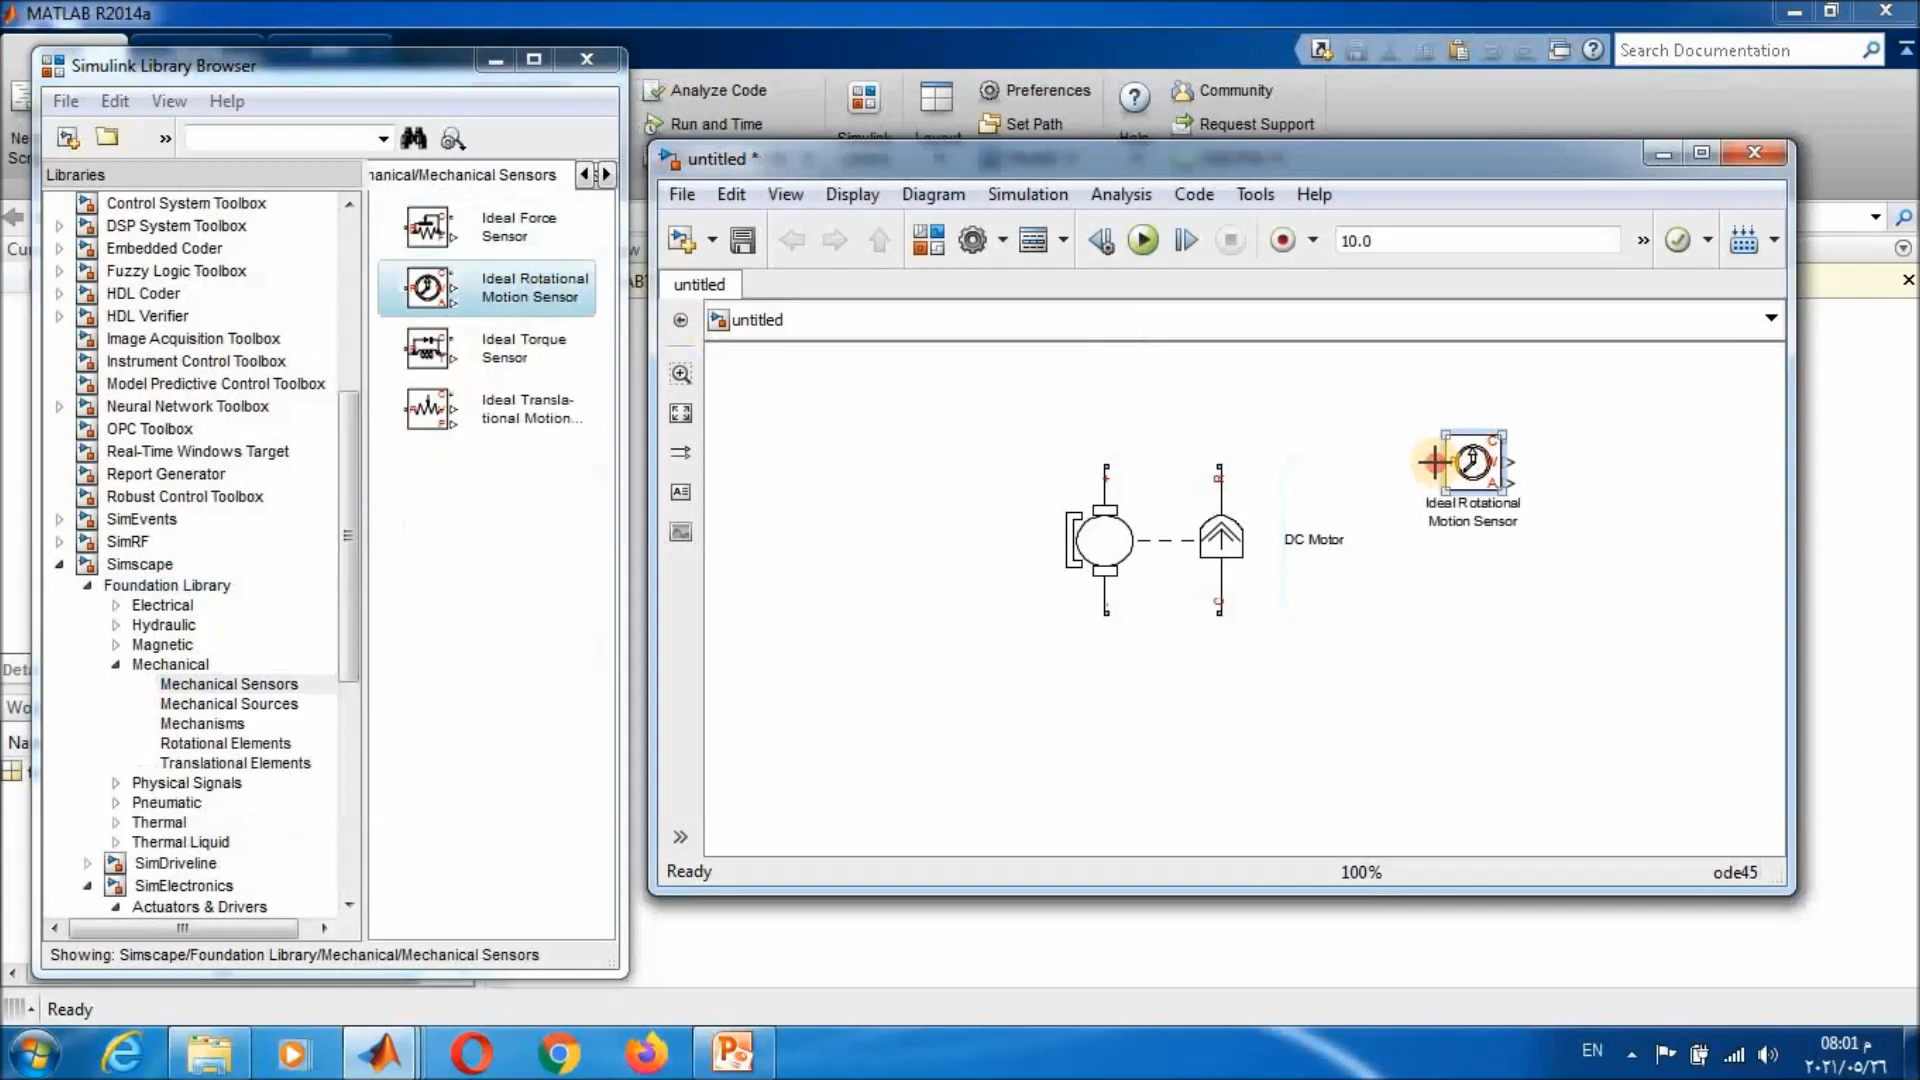 MATLAB R2014a
Search Documentation
Simulink Library Browser
File Edit View Help
Libraries
Control System Toolbox
DSP System Toolbox
Embedded Coder
Fuzzy Logic Toolbox
HDL Coder
HDL Verifier
Image Acquisition Toolbox
Instrument Control Toolbox
Model Predictive Control Toolbox
Neural Network Toolbox
OPC Toolbox
Real-Time Windows Target
Report Generator
Robust Control Toolbox
SimEvents
SimRF
Simscape
Foundation Library
Electrical
Hydraulic
Magnetic
Mechanical
Mechanical Sensors
Mechanical Sources
Mechanisms
Rotational Elements
Translational Elements
Physical Signals
Pneumatic
Thermal
Thermal Liquid
SimDriveline
SimElectronics
Actuators & Drivers
Showing: Simscape/Foundation Library/Mechanical/Mechanical Sensors
nanical/Mechanical Sensors
Ideal Force
Sensor
Ideal Rotational
Motion Sensor
Ideal Torque
Sensor
Ideal Transla-
tional Motion...
Analyze Code
Run and Time
Preferences
Set Path
Community
Request Support
untitled *
File Edit View Display Diagram Simulation Analysis Code Tools Help
10.0
untitled
untitled
+
R
C
DC Motor
C
W
A
Ideal Rotational
Motion Sensor
Ready
100%
ode45
Ready
EN
08:01 م
٢٠٢١/٠٥/٢٦